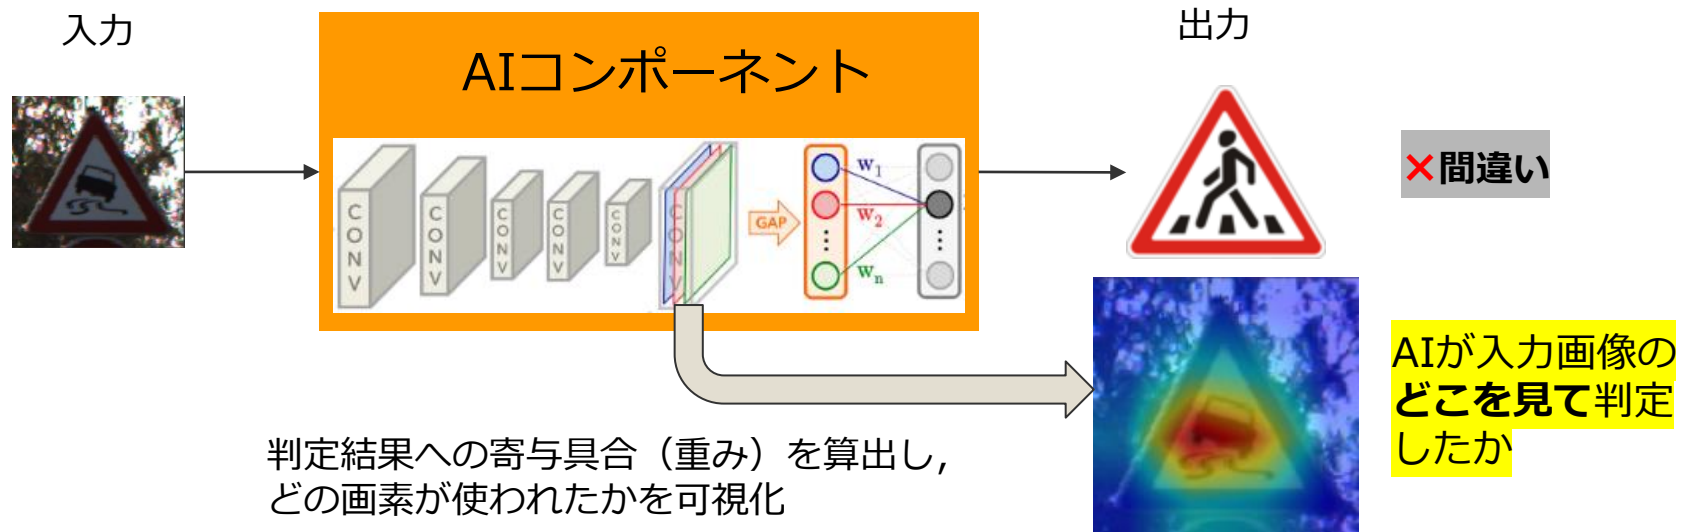 入力
AIコンポーネント
出力
CONV
CONV
CONV
CONV
CONV
CONV
GAP
w1
w2
wn
×間違い
AIが入力画像の
どこを見て判定
したか
判定結果への寄与具合（重み）を算出し,
どの画素が使われたかを可視化